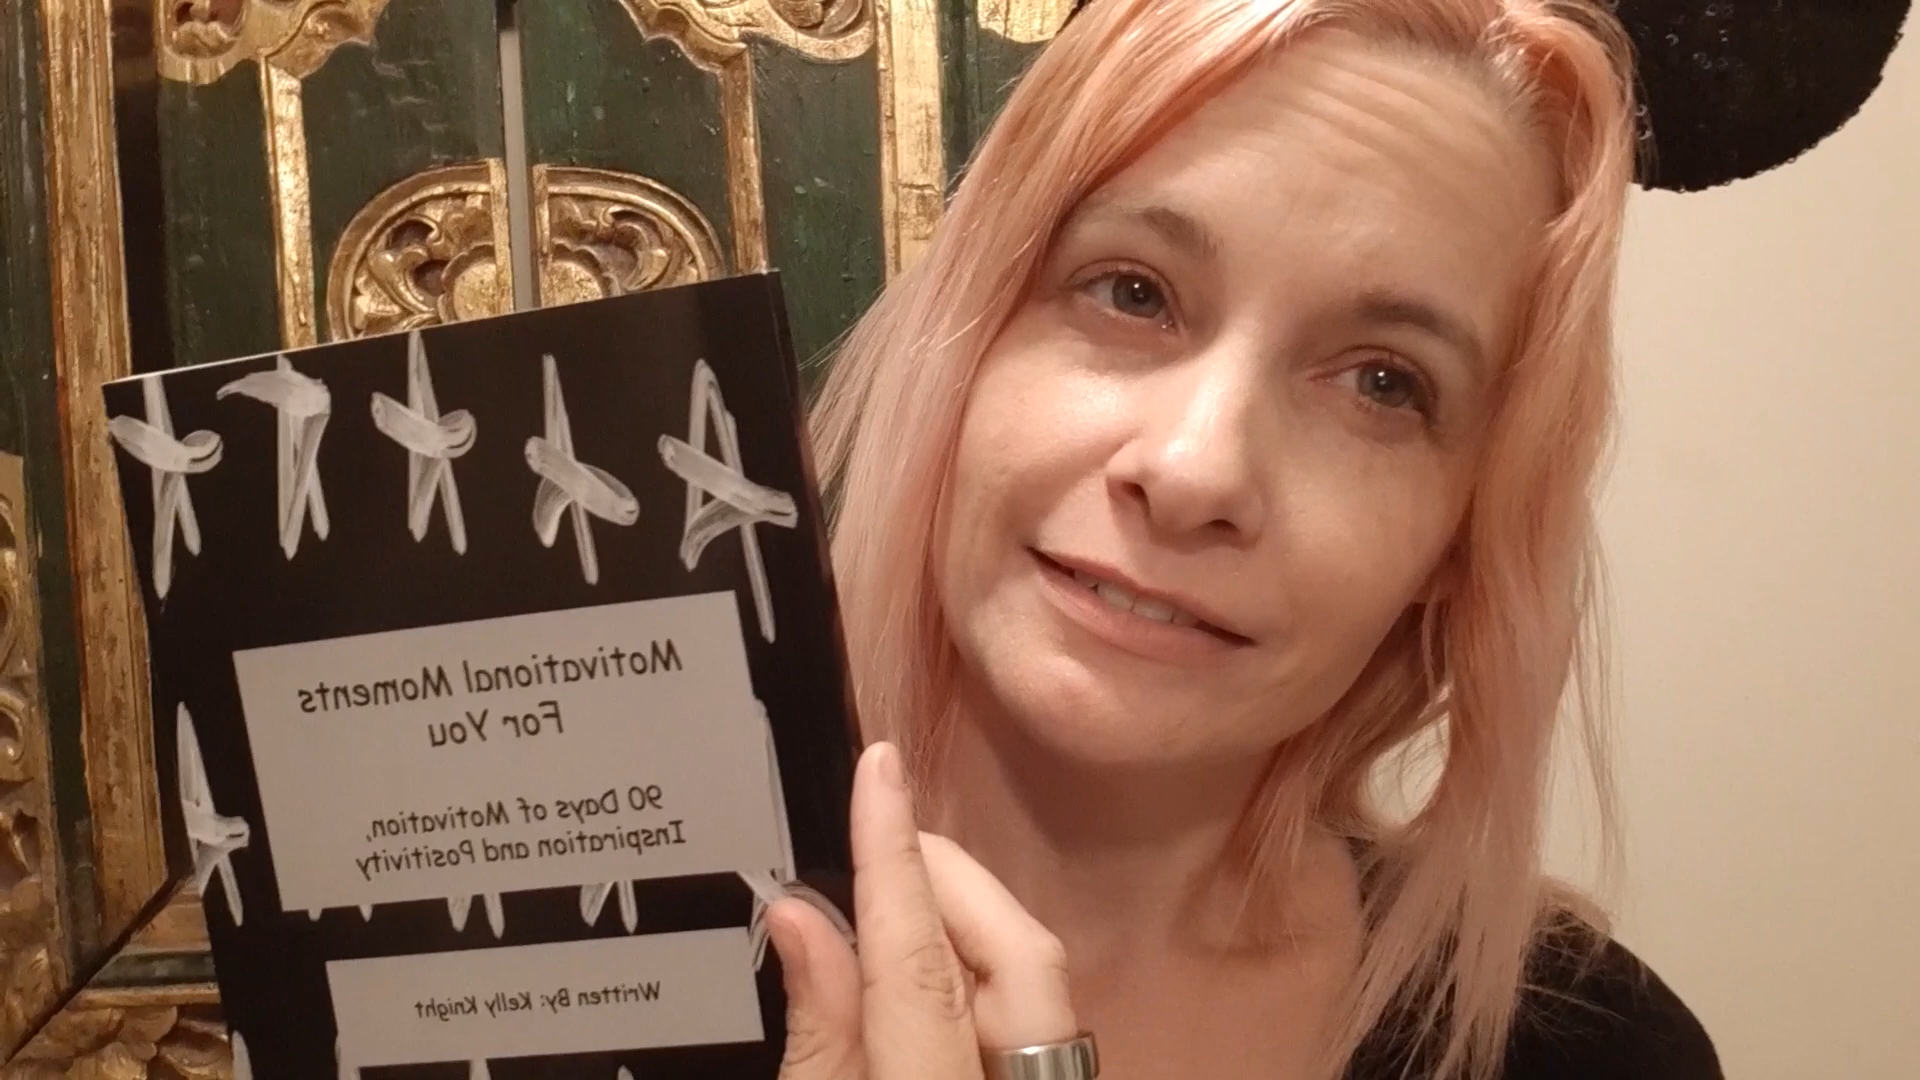 Motivational Moments
For You
90 Days of Motivation,
Inspiration and Positivity
Written By: Kelly Knight